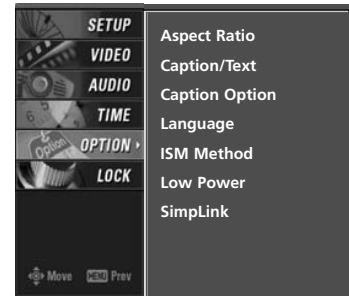 SETUP
VIDEO
AUDIO
TIME
OPTION
LOCK
Move MENU Prev
Aspect Ratio
Caption/Text
Caption Option
Language
ISM Method
Low Power
SimpLink